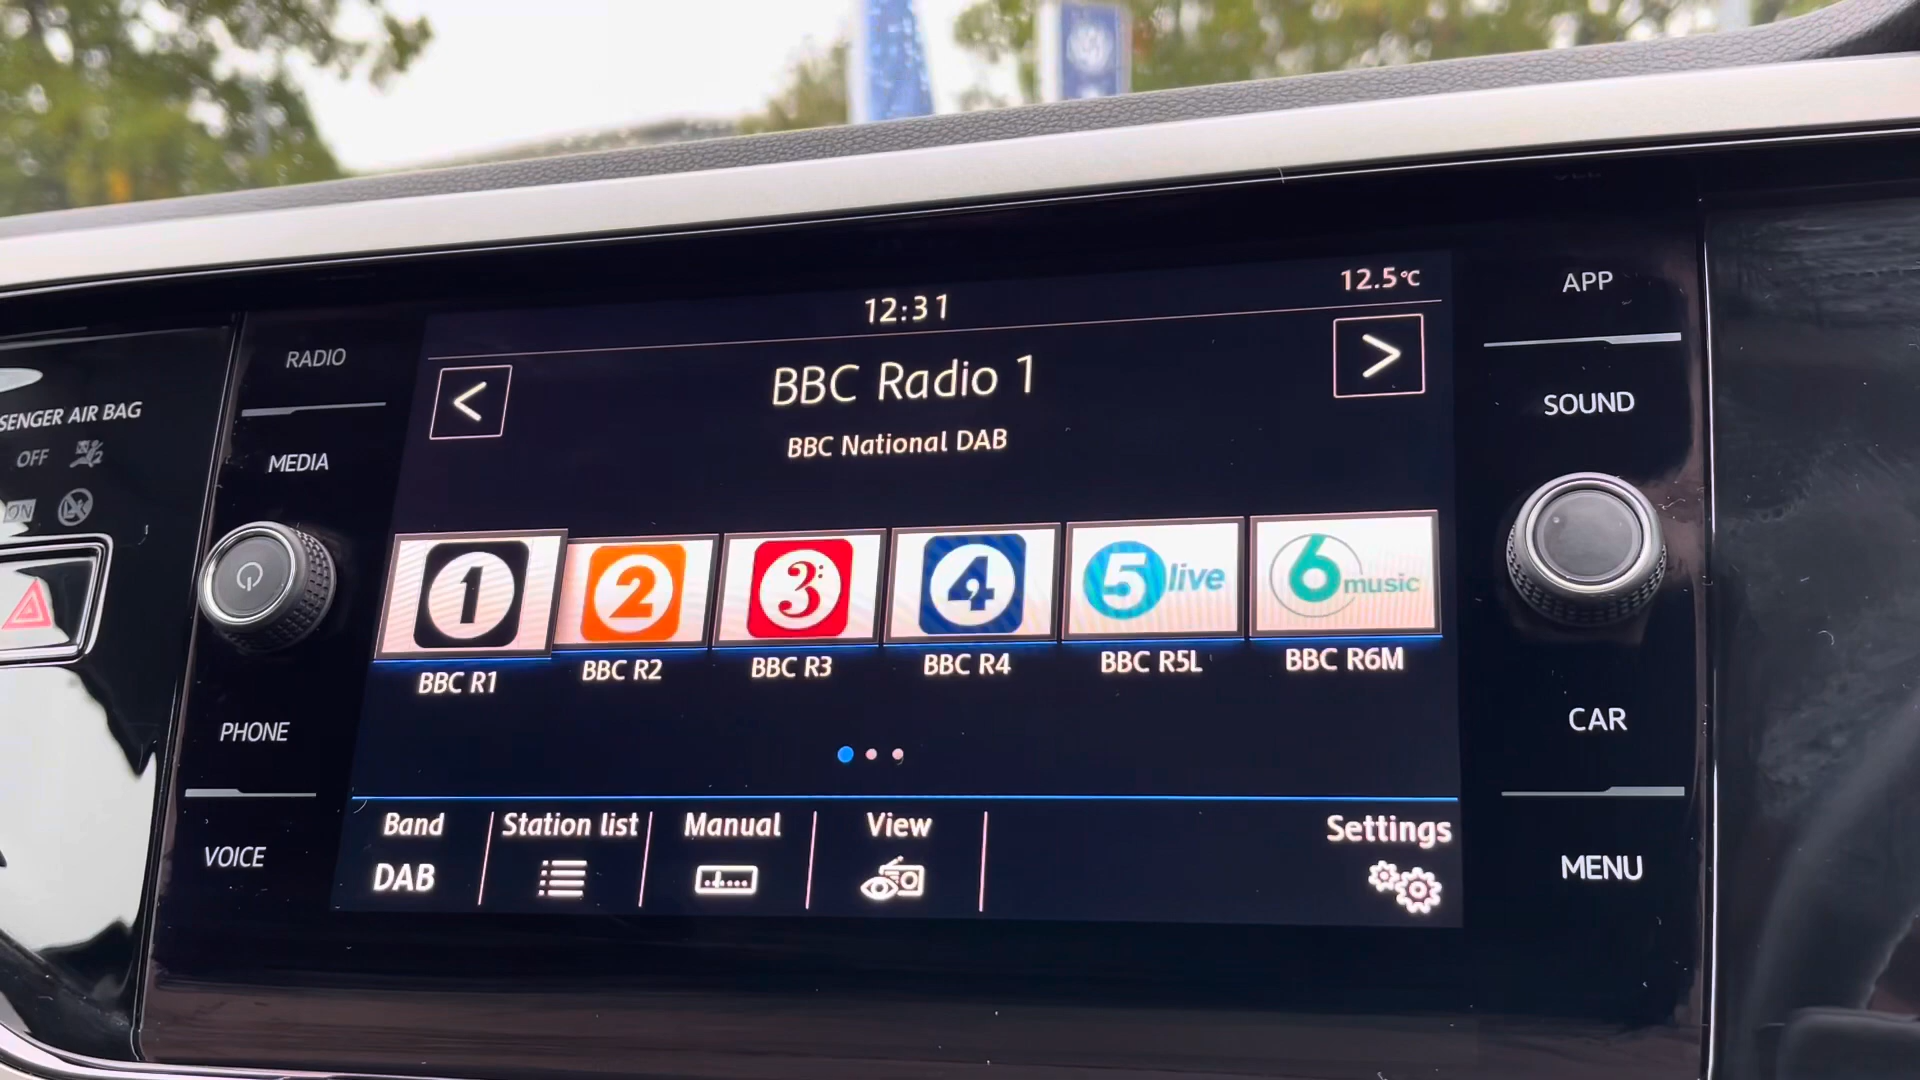 12:31
12.5°C
<
BBC Radio 1
>
BBC National DAB
1
2
3:
4
5 live
6 music
BBC R1
BBC R2
BBC R3
BBC R4
BBC R5L
BBC R6M
Band
DAB
Station list
Manual
View
Settings
RADIO
MEDIA
PHONE
VOICE
APP
SOUND
CAR
MENU
SENGER AIR BAG
OFF
ON